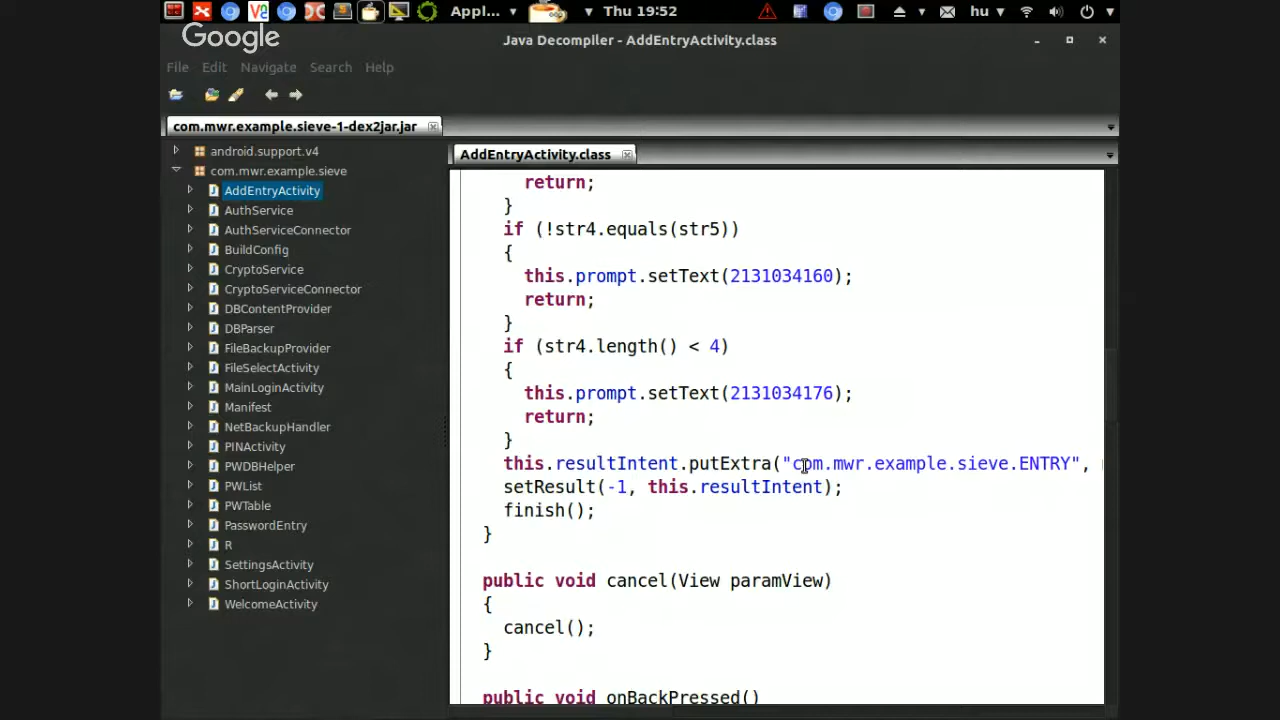 Appl... Thu 19:52 hu
Google
Java Decompiler - AddEntryActivity.class
File Edit Navigate Search Help
com.mwr.example.sieve-1-dex2jar.jar
android.support.v4
com.mwr.example.sieve
AddEntryActivity
AuthService
AuthServiceConnector
BuildConfig
CryptoService
CryptoServiceConnector
DBContentProvider
DBParser
FileBackupProvider
FileSelectActivity
MainLoginActivity
Manifest
NetBackupHandler
PINActivity
PWDBHelper
PWList
PWTable
PasswordEntry
R
SettingsActivity
ShortLoginActivity
WelcomeActivity
AddEntryActivity.class
return;
}
if (!str4.equals(str5))
{
this.prompt.setText(2131034160);
return;
}
if (str4.length() < 4)
{
this.prompt.setText(2131034176);
return;
}
this.resultIntent.putExtra("com.mwr.example.sieve.ENTRY",
setResult(-1, this.resultIntent);
finish();
}
public void cancel(View paramView)
{
cancel();
}
public void onBackPressed()